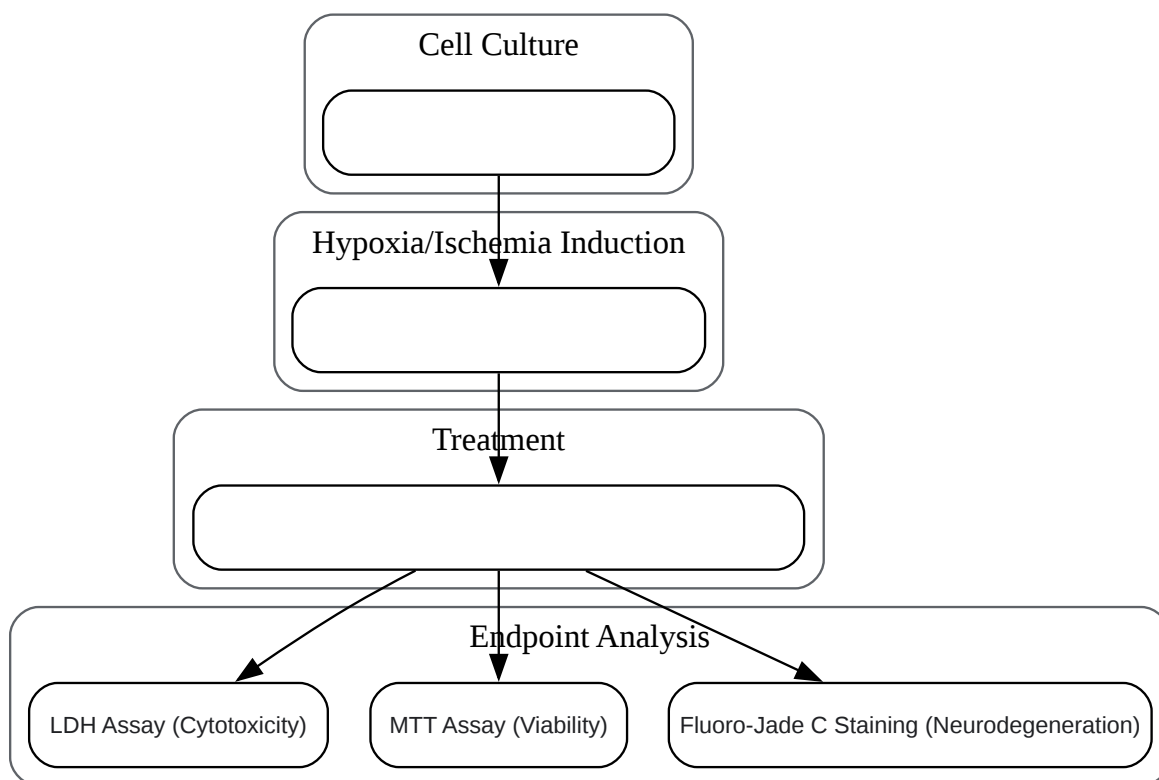 Cell Culture
Hypoxia/Ischemia Induction
Treatment
Endpoint Analysis
LDH Assay (Cytotoxicity)
MTT Assay (Viability)
Fluoro-Jade C Staining (Neurodegeneration)